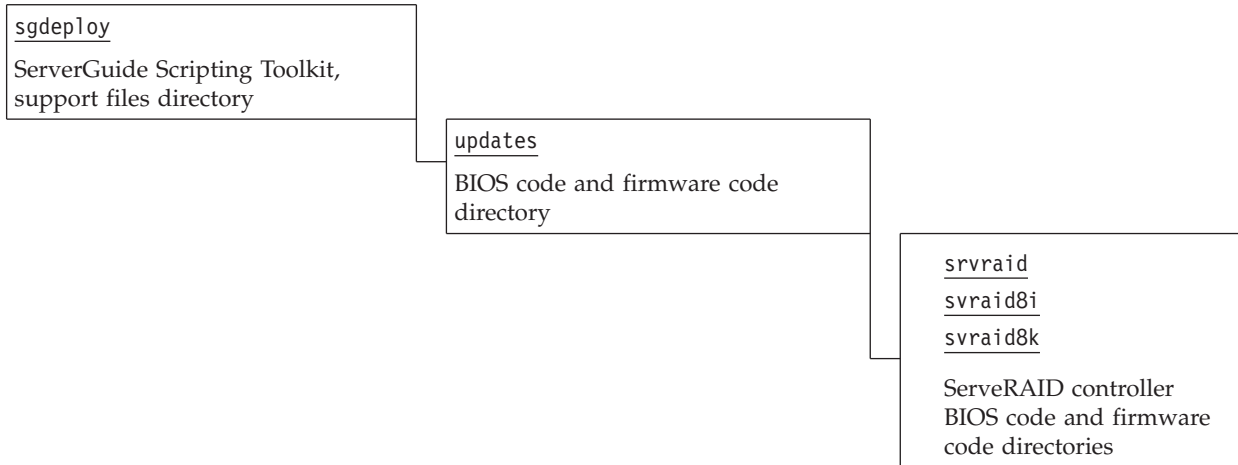 sgdeploy
ServerGuide Scripting Toolkit,
support files directory
updates
BIOS code and firmware code
directory
srvraid
svraid8i
svraid8k
ServeRAID controller
BIOS code and firmware
code directories